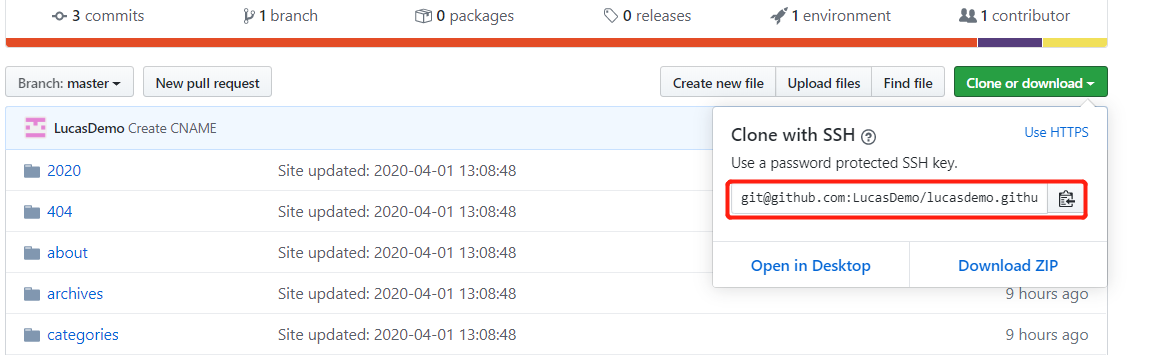 3 commits 1 branch 0 packages 0 releases 1 environment 1 contributor
Branch: master New pull request Create new file Upload files Find file Clone or download
LucasDemo Create CNAME
Clone with SSH Use HTTPS
Use a password protected SSH key.
git@github.com:LucasDemo/lucasdemo.githu
Open in Desktop Download ZIP
2020 Site updated: 2020-04-01 13:08:48
404 Site updated: 2020-04-01 13:08:48
about Site updated: 2020-04-01 13:08:48
archives Site updated: 2020-04-01 13:08:48 9 hours ago
categories Site updated: 2020-04-01 13:08:48 9 hours ago